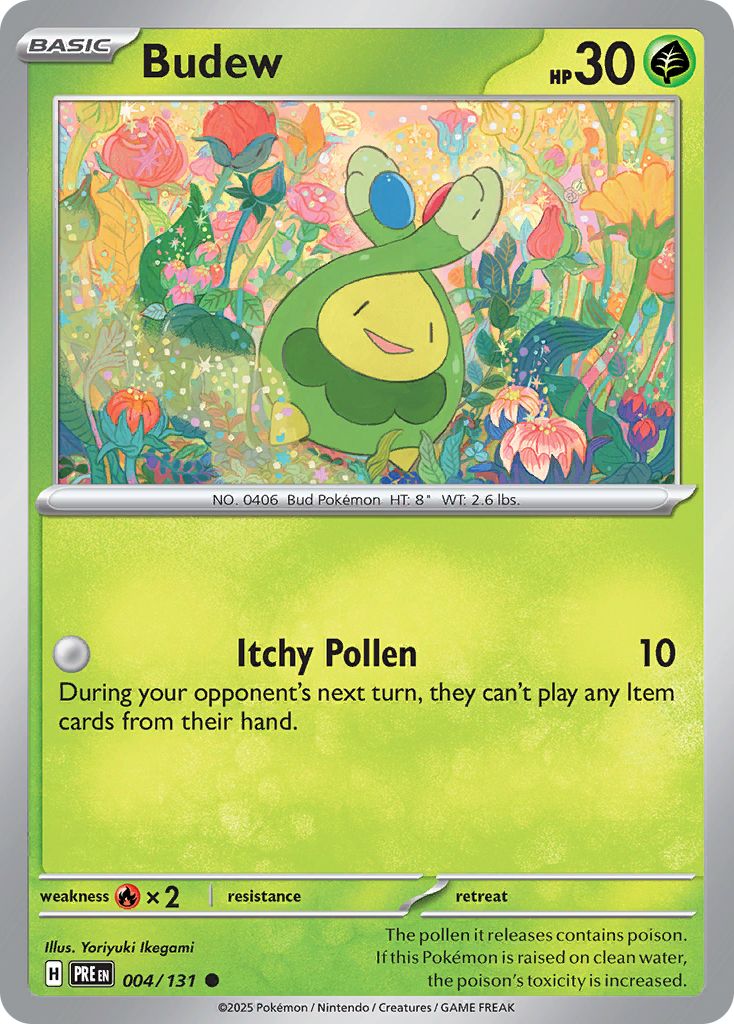 BASIC
Budew
HP 30
NO. 0406 Bud Pokémon HT: 8" WT: 2.6 lbs.
Itchy Pollen 10
During your opponent's next turn, they can't play any Item
cards from their hand.
weakness × 2 resistance retreat
Illus. Yoriyuki Ikegami
The pollen it releases contains poison.
If this Pokémon is raised on clean water,
the poison's toxicity is increased.
H PRE EN 004/131
©2025 Pokémon / Nintendo / Creatures / GAME FREAK